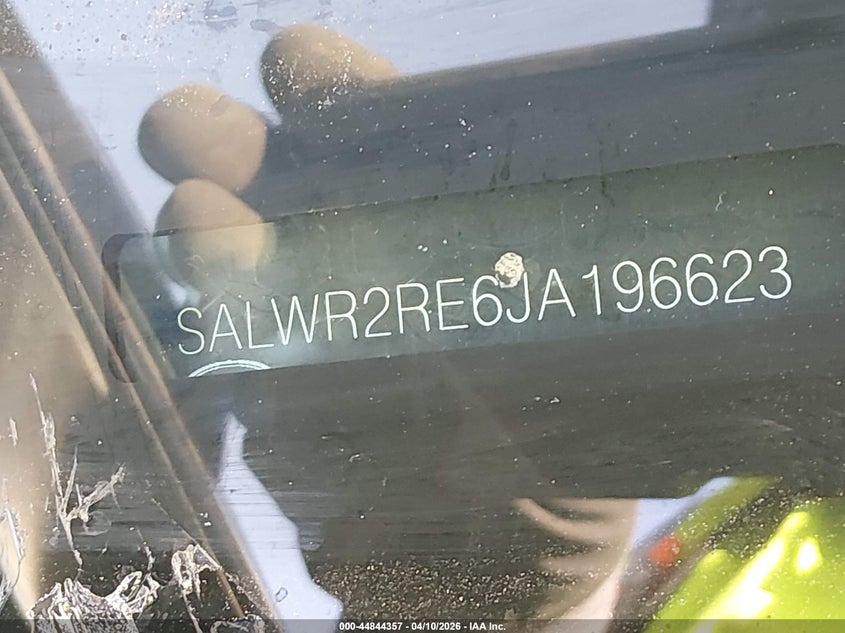 SALWR2RE6JA196623
000-44844357 - 04/10/2026 - IAA Inc.